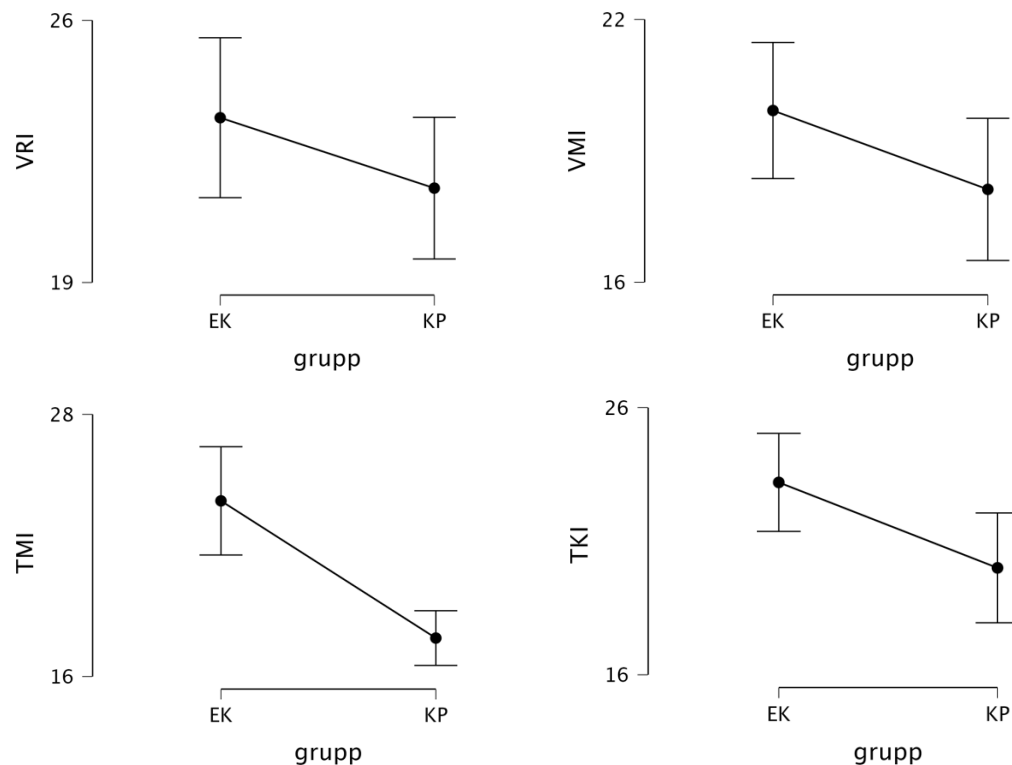 26
VRI
19
EK KP
grupp
22
VMI
16
EK KP
grupp
28
TMI
16
EK KP
grupp
26
TKI
16
EK KP
grupp